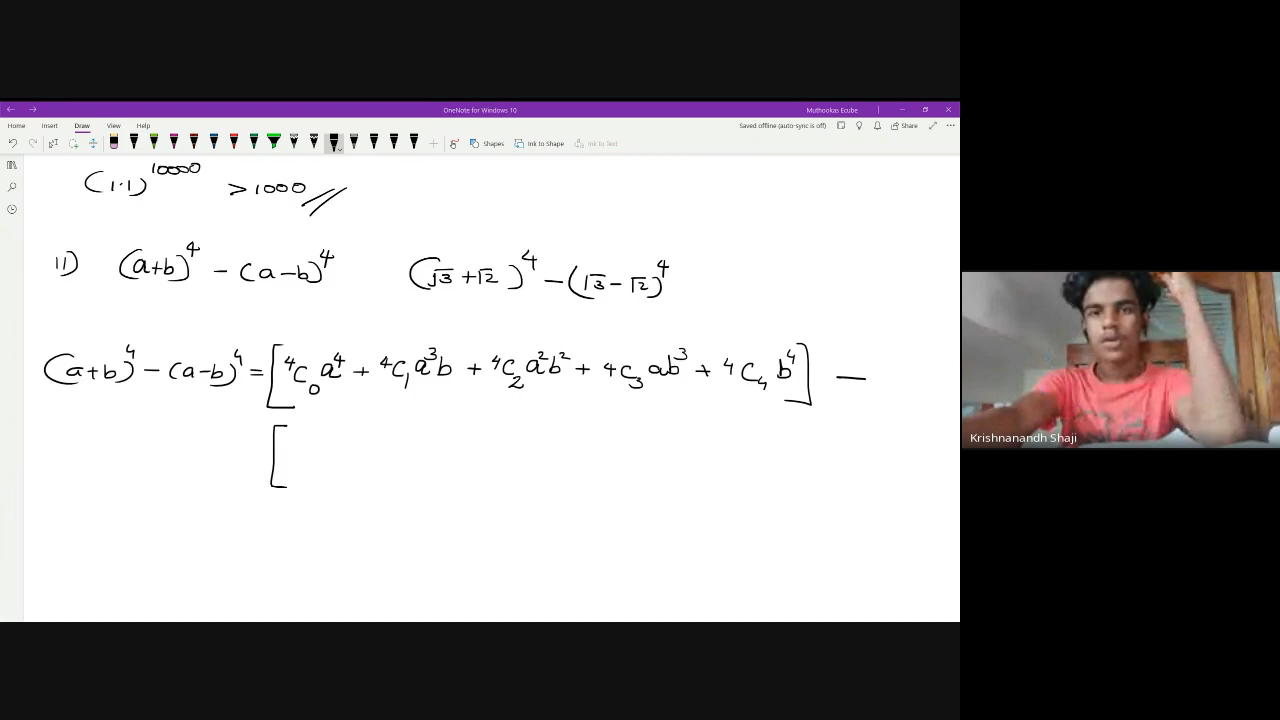 OneNote for Windows 10
Muthookas Ecube
Home Insert Draw View Help
Saved offline (auto-sync is off) Share
Shapes Ink to Shape Ink to Text
(1.1)^10000 > 1000 //
11) (a+b)^4 - (a-b)^4 (√3 + √2)^4 - (√3 - √2)^4
(a+b)^4 - (a-b)^4 = [⁴C₀ a^4 + ⁴C₁ a^3 b + ⁴C₂ a^2 b^2 + ⁴C₃ a b^3 + ⁴C₄ b^4] -
[
Krishnanandh Shaji